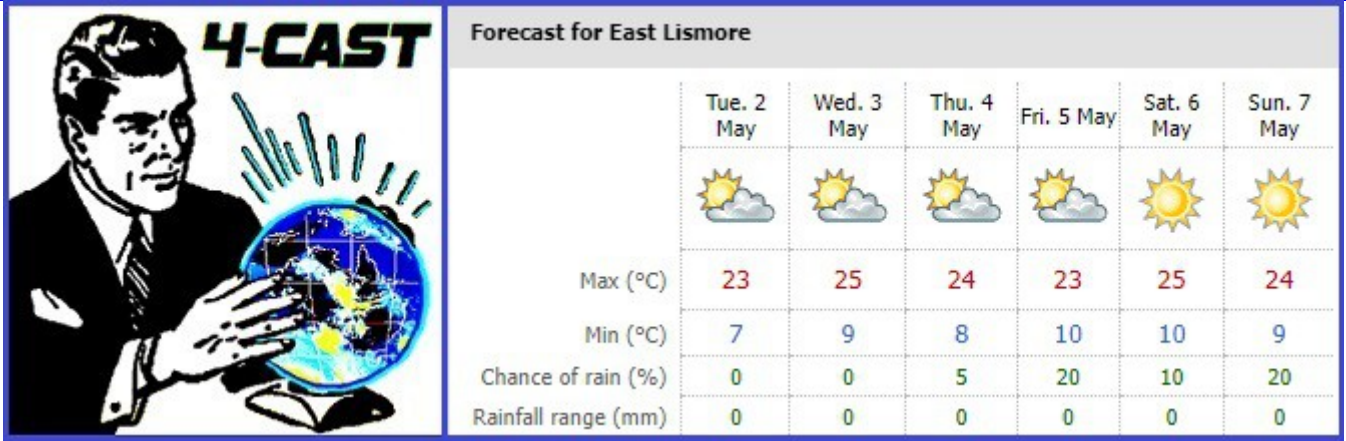 4-CAST
Forecast for East Lismore
Tue. 2 May Wed. 3 May Thu. 4 May Fri. 5 May Sat. 6 May Sun. 7 May
Max (°C) 23 25 24 23 25 24
Min (°C) 7 9 8 10 10 9
Chance of rain (%) 0 0 5 20 10 20
Rainfall range (mm) 0 0 0 0 0 0